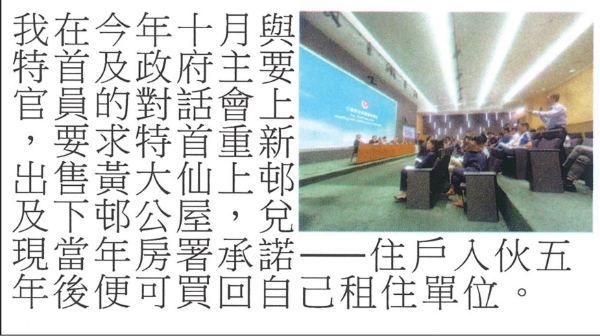 我在今年十月與
特首及政府主要
官員的對話會上
，要求特首重新
出售黃大仙上邨
及下邨公屋，兌
現當年房署承諾——住戶入伙五
年後便可買回自己租住單位。